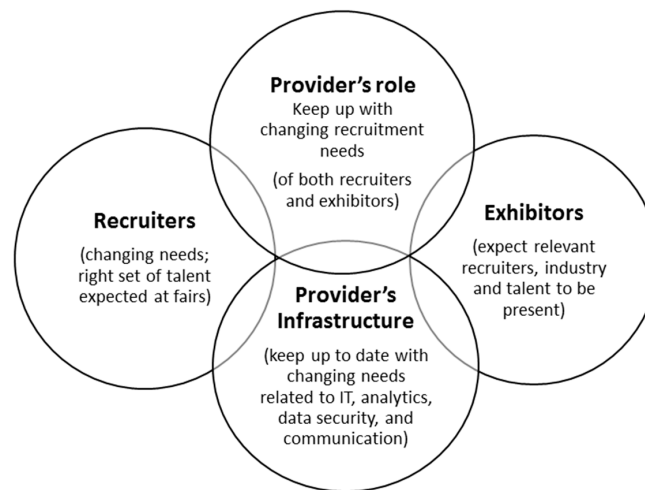 Provider's role
Keep up with
changing recruitment
needs
(of both recruiters
and exhibitors)
Recruiters
(changing needs;
right set of talent
expected at fairs)
Exhibitors
(expect relevant
recruiters, industry
and talent to be
present)
Provider's
Infrastructure
(keep up to date with
changing needs
related to IT, analytics,
data security, and
communication)